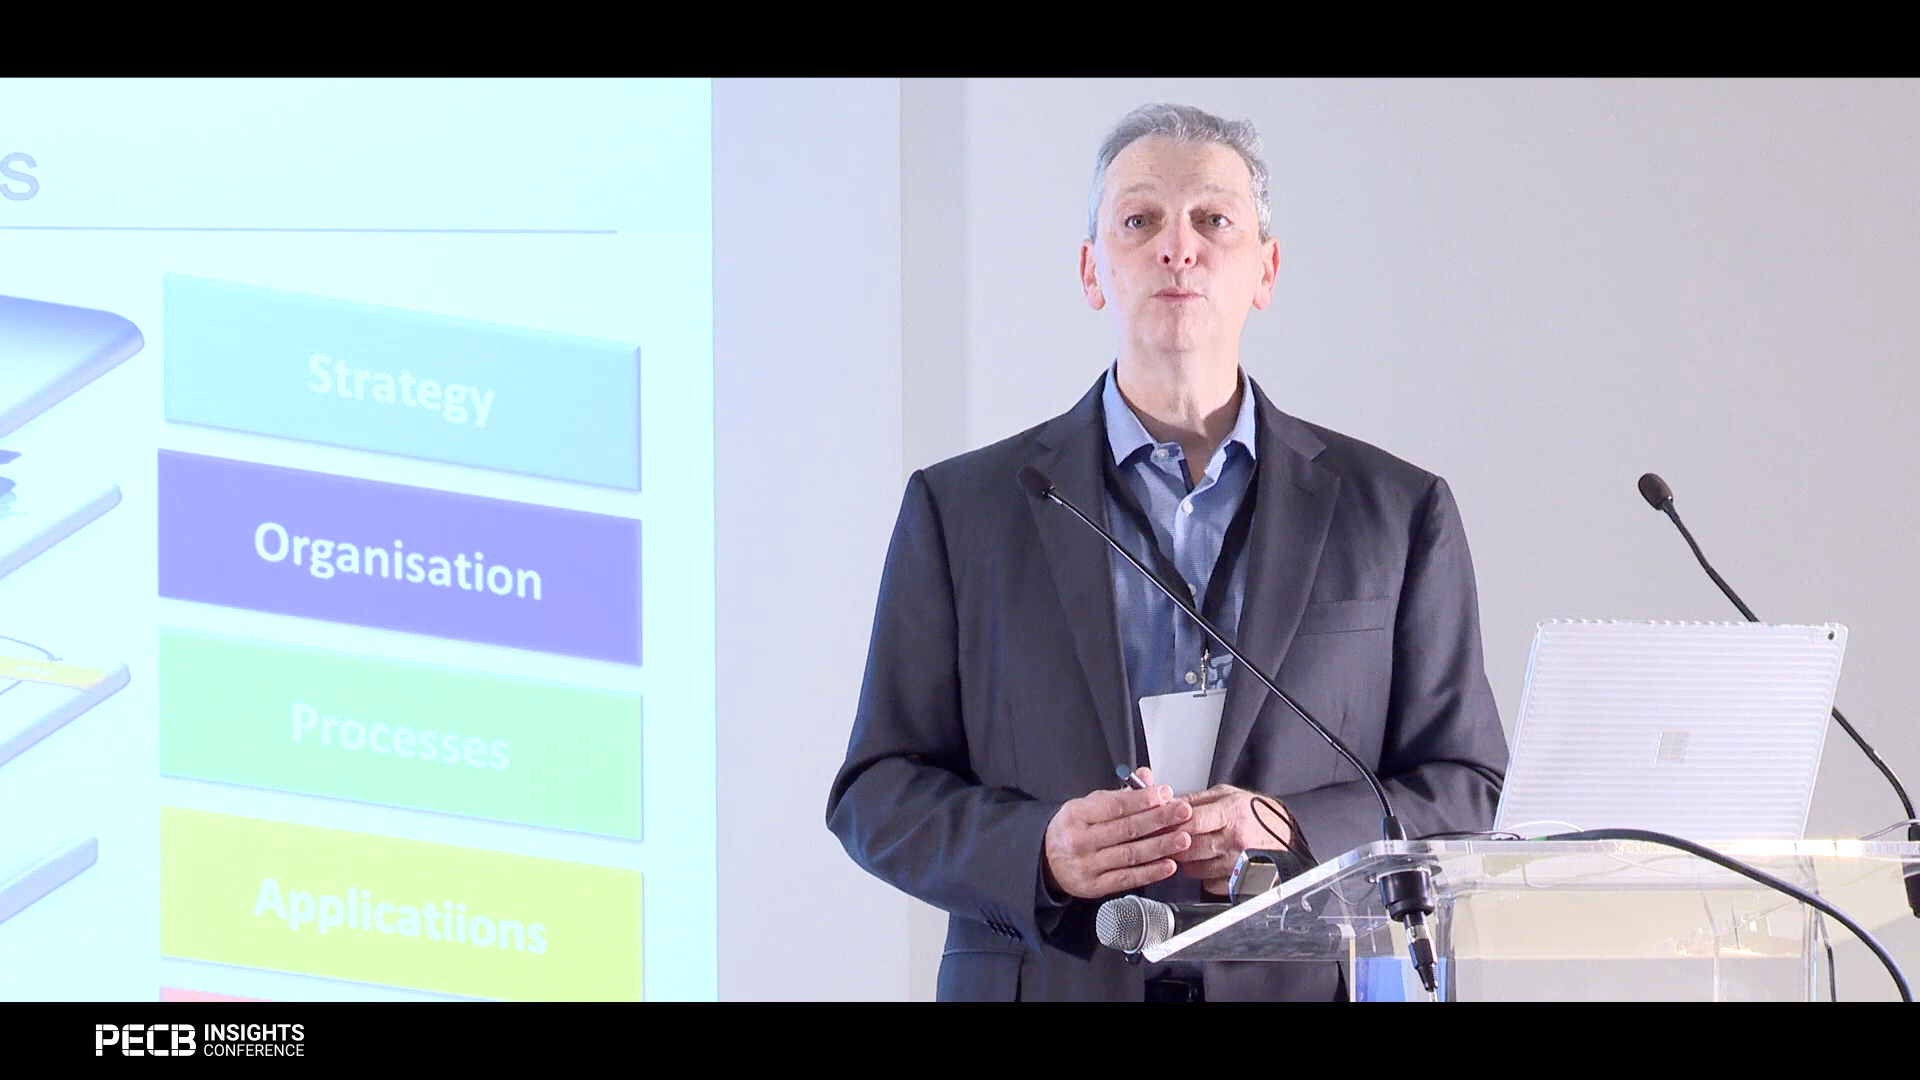 S
Strategy
Organisation
Processes
Applicatiions
PECB INSIGHTS
CONFERENCE